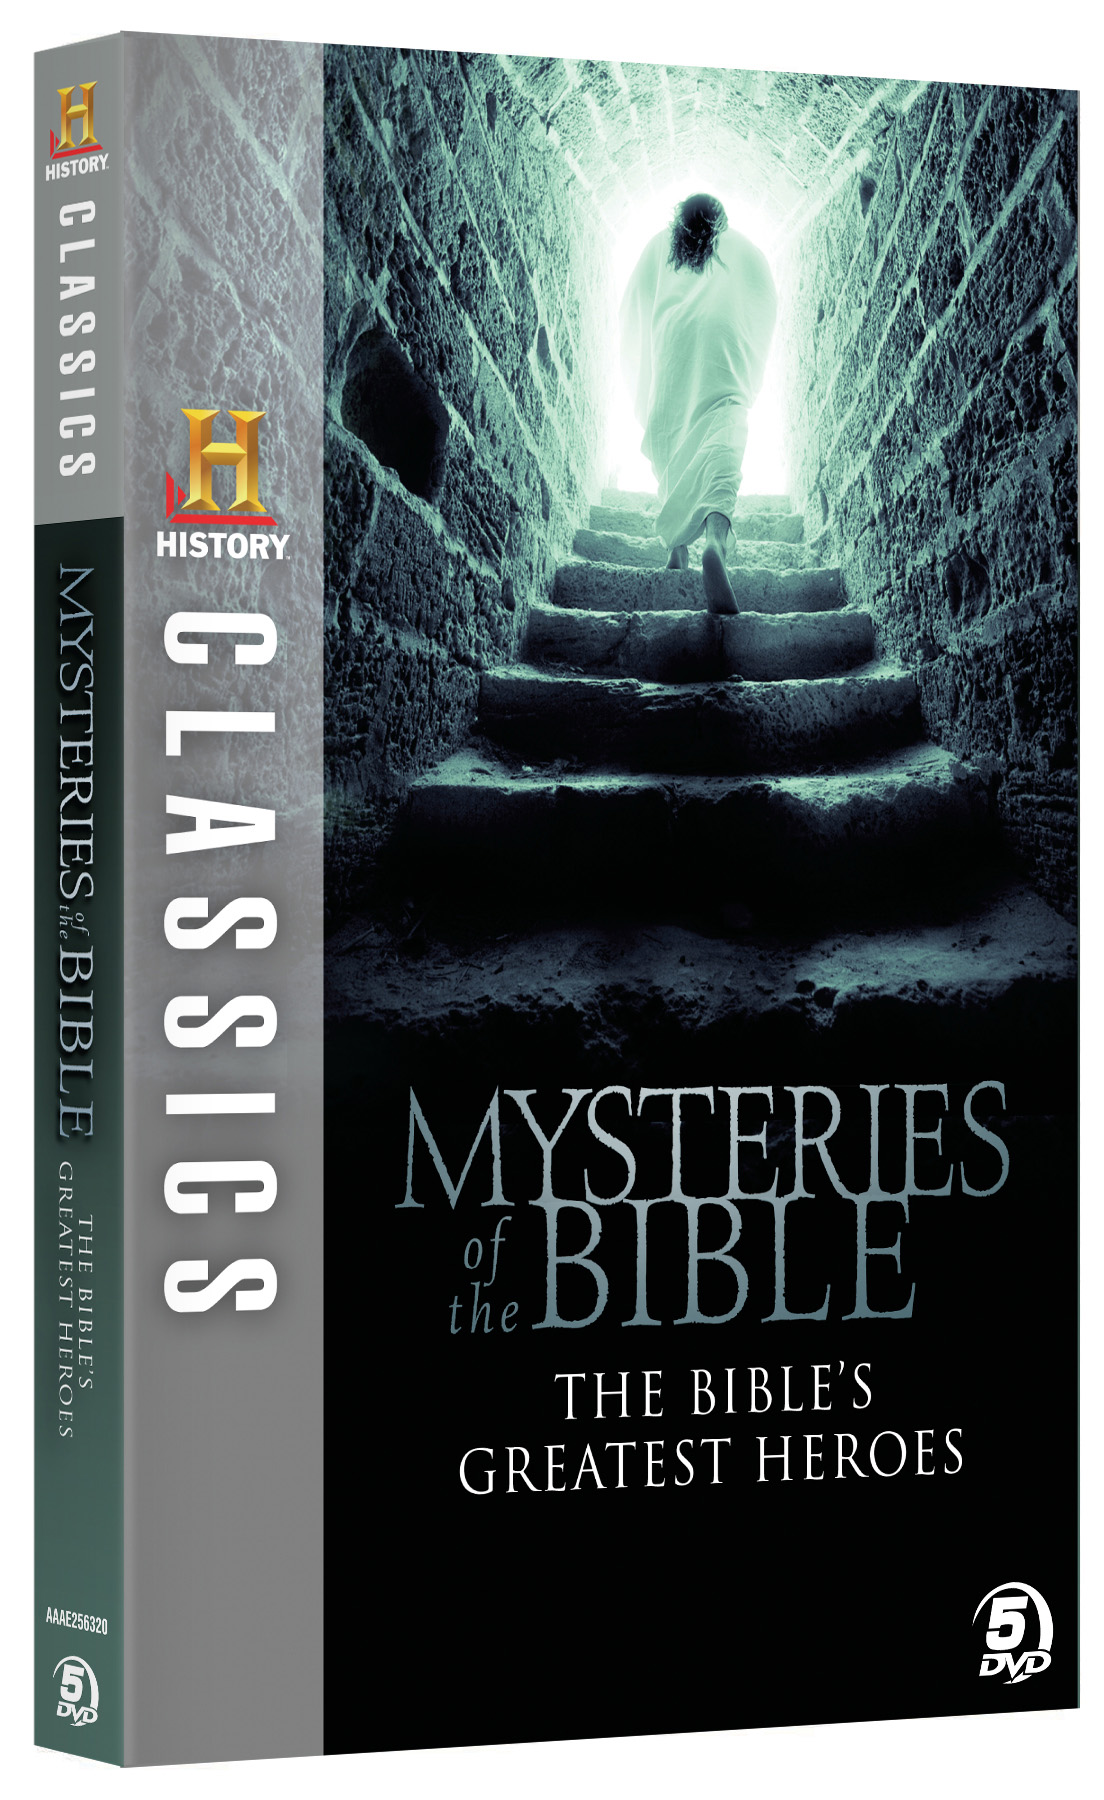 H
HISTORY
CLASSICS
MYSTERIES of the BIBLE
THE BIBLE'S
GREATEST HEROES
AAAE256320
5
DVD
H
HISTORY
CLASSICS
MYSTERIES
of
the BIBLE
THE BIBLE'S
GREATEST HEROES
5
DVD